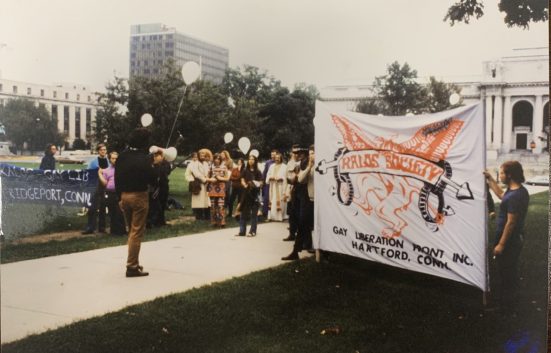 BRIDGEPORT, CONN.
KALOS SOCIETY
GAY LIBERATION FRONT INC.
HARTFORD, CONN.